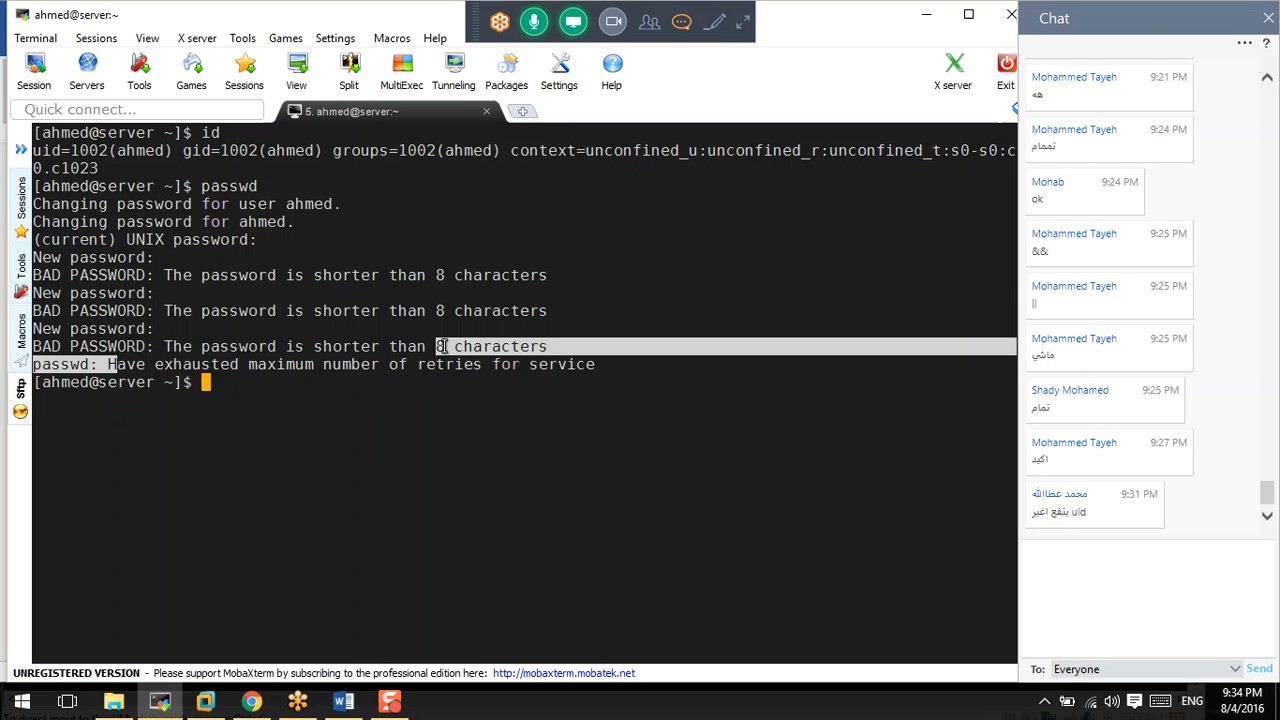 ahmed@server:~
Terminal Sessions View X server Tools Games Settings Macros Help
Session Servers Tools Games Sessions View Split MultiExec Tunneling Packages Settings Help X server Exit
Quick connect...
5. ahmed@server:~
[ahmed@server ~]$ id
uid=1002(ahmed) gid=1002(ahmed) groups=1002(ahmed) context=unconfined_u:unconfined_r:unconfined_t:s0-s0:c
0.c1023
[ahmed@server ~]$ passwd
Changing password for user ahmed.
Changing password for ahmed.
(current) UNIX password:
New password:
BAD PASSWORD: The password is shorter than 8 characters
New password:
BAD PASSWORD: The password is shorter than 8 characters
New password:
BAD PASSWORD: The password is shorter than 8 characters
passwd: Have exhausted maximum number of retries for service
[ahmed@server ~]$
Sessions
Tools
Macros
Sftp
UNREGISTERED VERSION - Please support MobaXterm by subscribing to the professional edition here: http://mobaxterm.mobatek.net
Chat
Mohammed Tayeh 9:21 PM
هه
Mohammed Tayeh 9:24 PM
تممام
Mohab 9:24 PM
ok
Mohammed Tayeh 9:25 PM
&&
Mohammed Tayeh 9:25 PM
||
Mohammed Tayeh 9:25 PM
ماشي
Shady Mohamed 9:25 PM
تمام
Mohammed Tayeh 9:27 PM
اكيد
محمد عطاالله 9:31 PM
ينفع اغير uid
To: Everyone Send
ENG
9:34 PM
8/4/2016